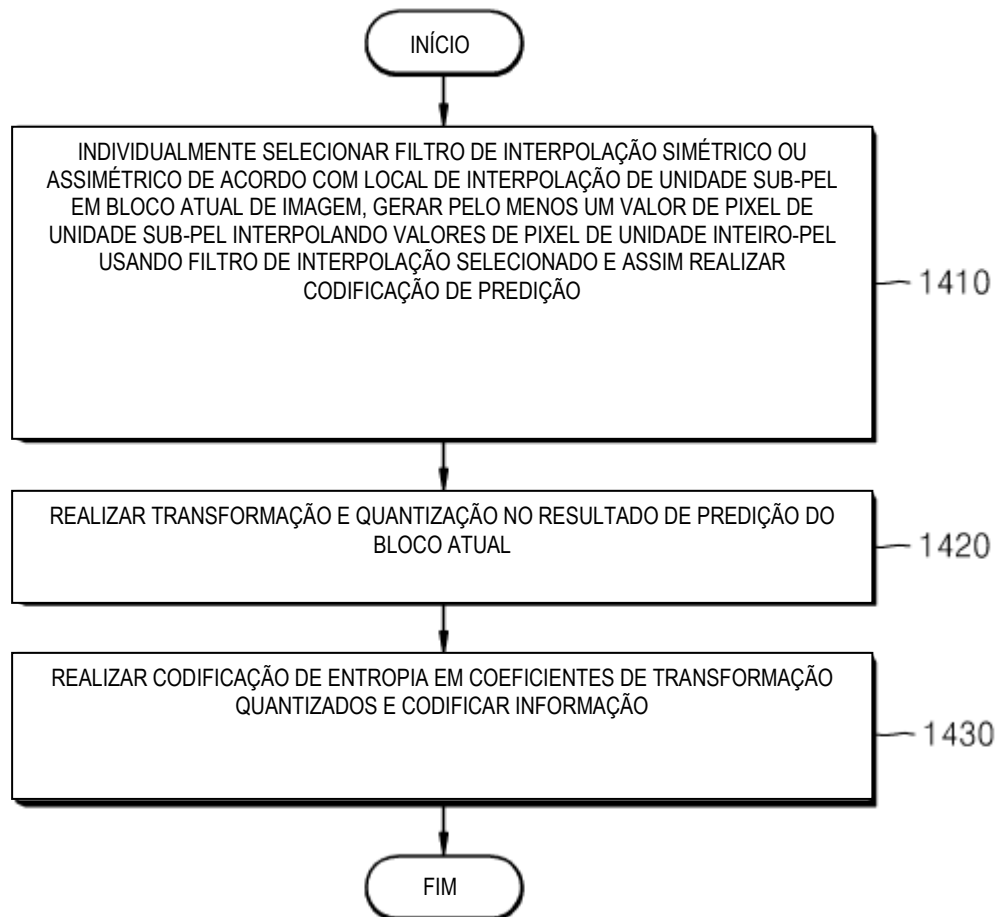 INÍCIO
INDIVIDUALMENTE SELECIONAR FILTRO DE INTERPOLAÇÃO SIMÉTRICO OU
ASSIMÉTRICO DE ACORDO COM LOCAL DE INTERPOLAÇÃO DE UNIDADE SUB-PEL
EM BLOCO ATUAL DE IMAGEM, GERAR PELO MENOS UM VALOR DE PIXEL DE
UNIDADE SUB-PEL INTERPOLANDO VALORES DE PIXEL DE UNIDADE INTEIRO-PEL
USANDO FILTRO DE INTERPOLAÇÃO SELECIONADO E ASSIM REALIZAR
CODIFICAÇÃO DE PREDIÇÃO
1410
REALIZAR TRANSFORMAÇÃO E QUANTIZAÇÃO NO RESULTADO DE PREDIÇÃO DO
BLOCO ATUAL
1420
REALIZAR CODIFICAÇÃO DE ENTROPIA EM COEFICIENTES DE TRANSFORMAÇÃO
QUANTIZADOS E CODIFICAR INFORMAÇÃO
1430
FIM